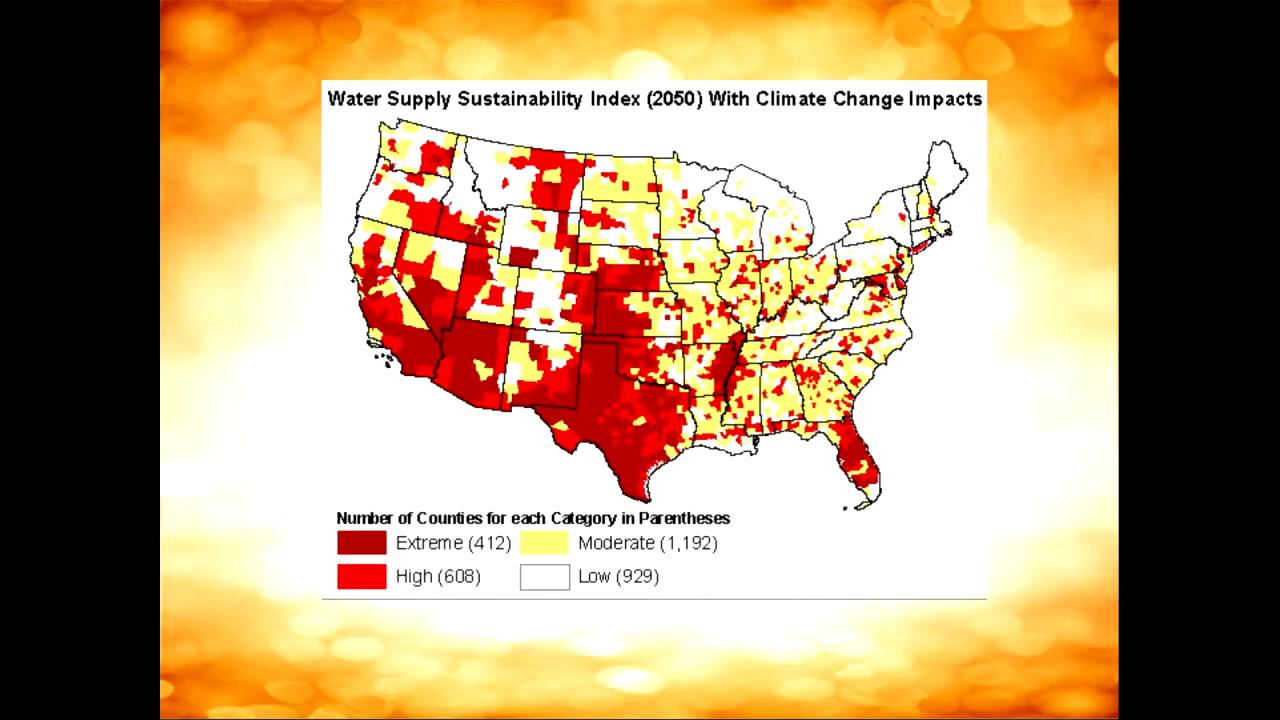 Water Supply Sustainability Index (2050) With Climate Change Impacts
Number of Counties for each Category in Parentheses
Extreme (412)
Moderate (1,192)
High (608)
Low (929)